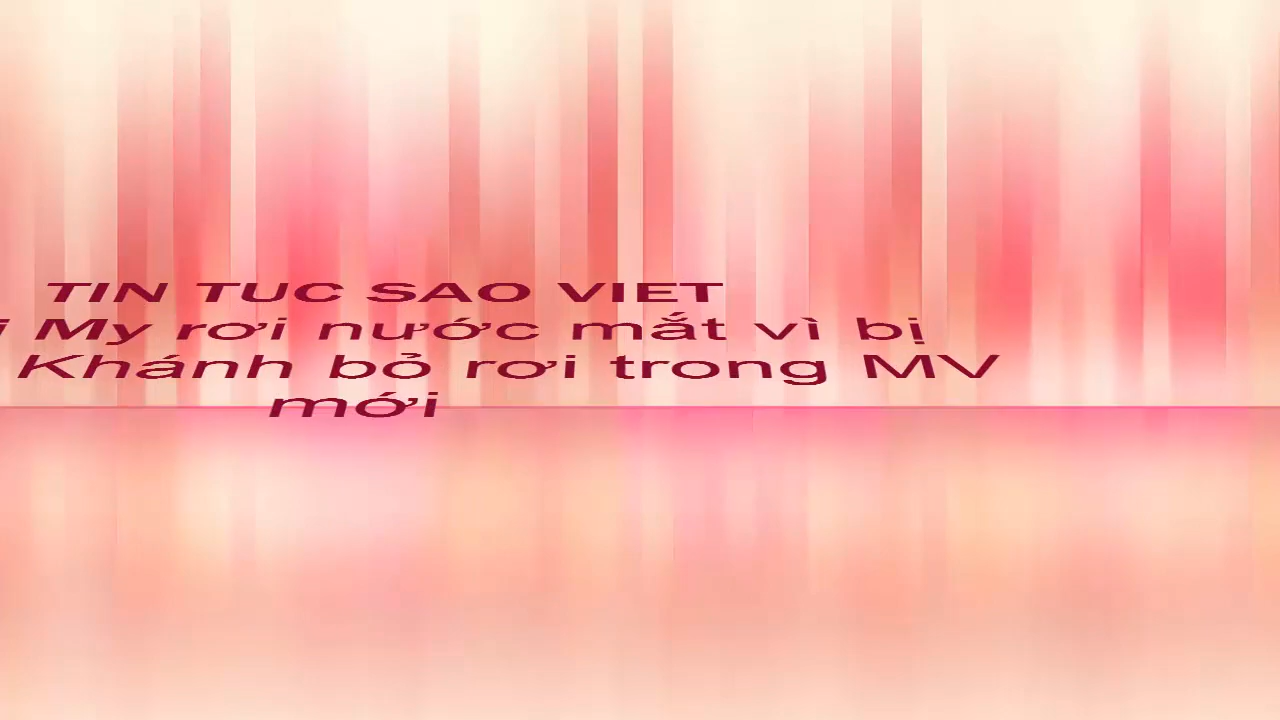 TIN TUC SAO VIET
My rơi nước mắt vì bị
Khánh bỏ rơi trong MV
mới